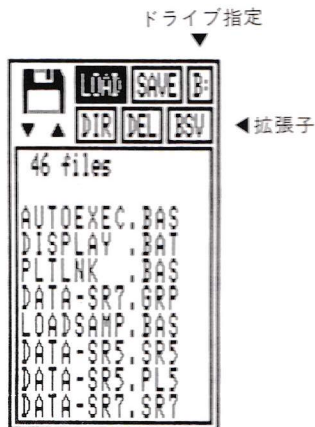 ドライブ指定
▼
LOAD SAVE B:
▼ ▲ DIR DEL BSV ◀拡張子
46 files
AUTOEXEC.BAS
DISPLAY .BAT
PLTLNK .BAS
DATA-SR7.GRP
LOADSAMP.BAS
DATA-SR5.SR5
DATA-SR5.PL5
DATA-SR7.SR7